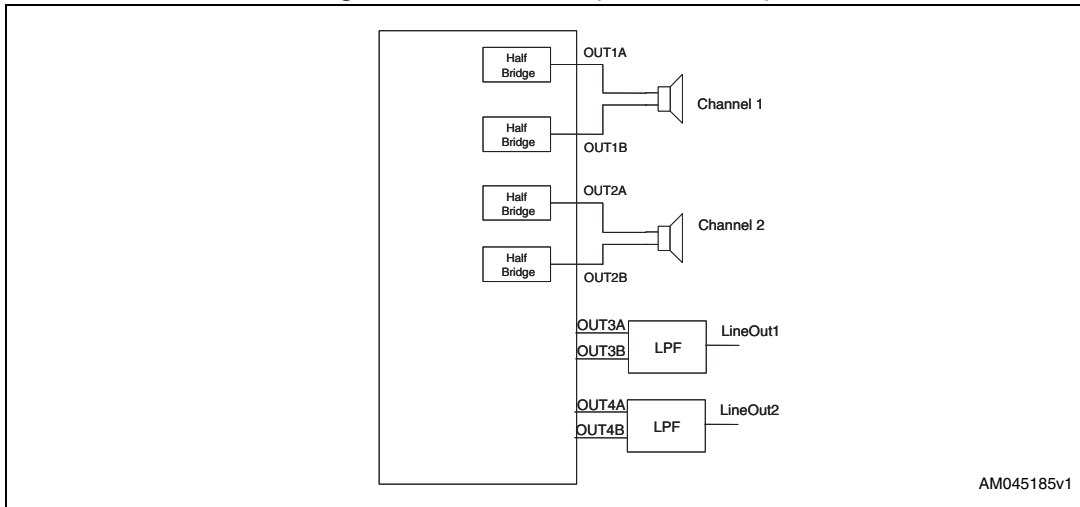 Half
Bridge
OUT1A
Channel 1
Half
Bridge
OUT1B
Half
Bridge
OUT2A
Channel 2
Half
Bridge
OUT2B
OUT3A
OUT3B
LPF
LineOut1
OUT4A
OUT4B
LPF
LineOut2
AM045185v1